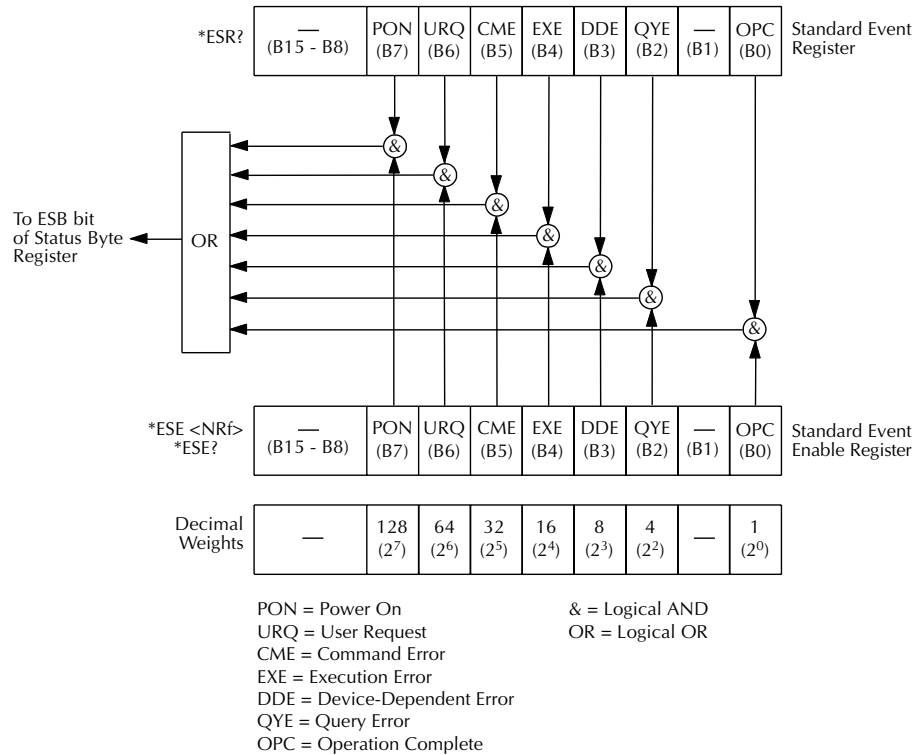 *ESR?
— (B15 - B8)
PON (B7)
URQ (B6)
CME (B5)
EXE (B4)
DDE (B3)
QYE (B2)
— (B1)
OPC (B0)
Standard Event
Register
&
&
&
&
&
&
&
To ESB bit
of Status Byte
Register
OR
*ESE <NRf>
*ESE?
— (B15 - B8)
PON (B7)
URQ (B6)
CME (B5)
EXE (B4)
DDE (B3)
QYE (B2)
— (B1)
OPC (B0)
Standard Event
Enable Register
Decimal
Weights
—
128 (2⁷)
64 (2⁶)
32 (2⁵)
16 (2⁴)
8 (2³)
4 (2²)
—
1 (2⁰)
PON = Power On
URQ = User Request
CME = Command Error
EXE = Execution Error
DDE = Device-Dependent Error
QYE = Query Error
OPC = Operation Complete
& = Logical AND
OR = Logical OR